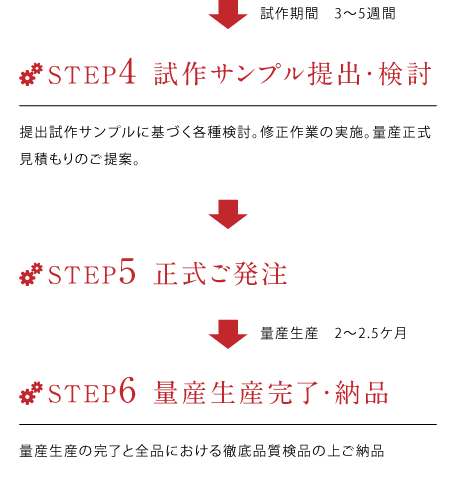 試作期間　3〜5週間
STEP4 試作サンプル提出・検討
提出試作サンプルに基づく各種検討。修正作業の実施。量産正式
見積もりのご提案。
STEP5 正式ご発注
量産生産　2〜2.5ケ月
STEP6 量産生産完了・納品
量産生産の完了と全品における徹底品質検品の上ご納品